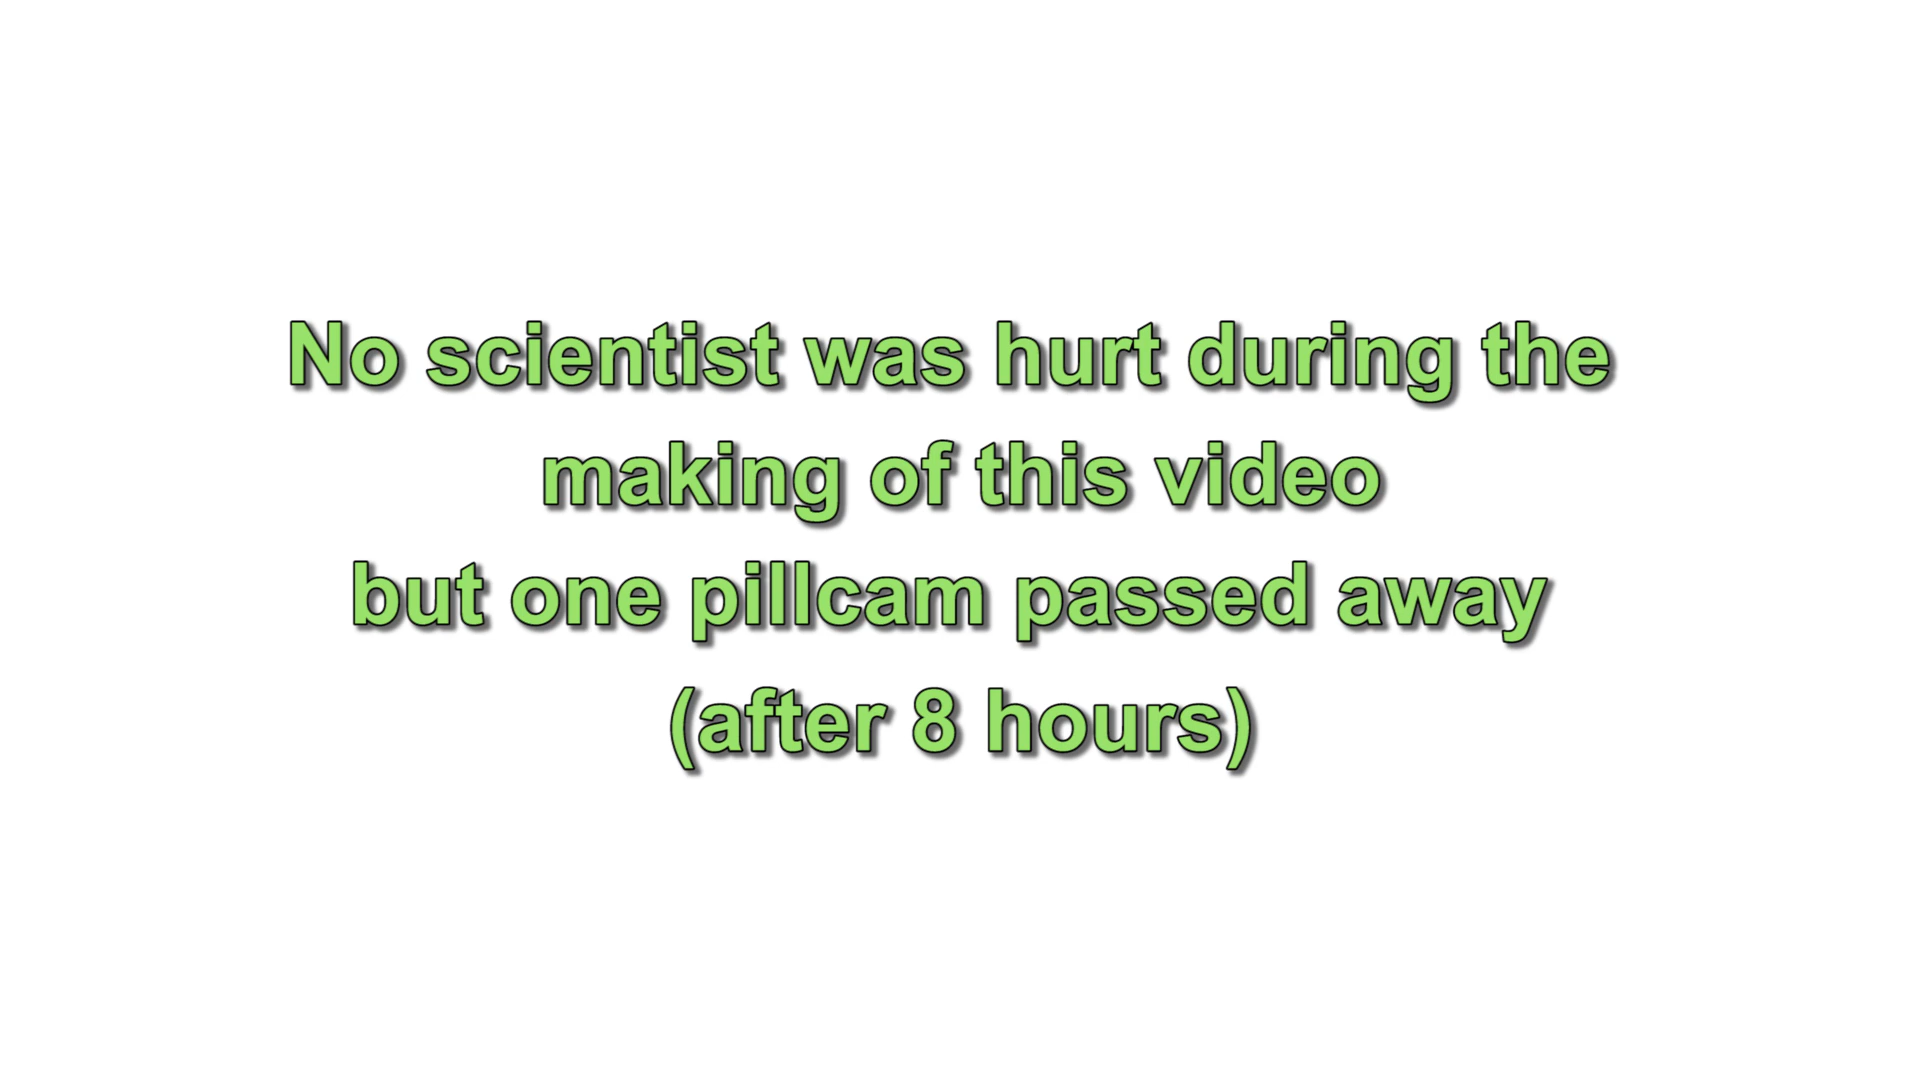 No scientist was hurt during the
making of this video
but one pillcam passed away
(after 8 hours)